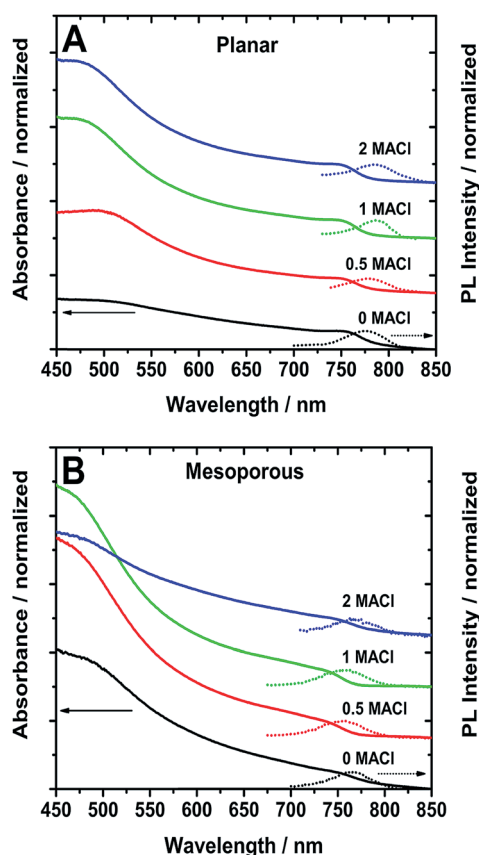 A
Planar
Absorbance / normalized
PL Intensity / normalized
2 MACl
1 MACl
0.5 MACl
0 MACl
450 500 550 600 650 700 750 800 850
Wavelength / nm
B
Mesoporous
Absorbance / normalized
PL Intensity / normalized
2 MACl
1 MACl
0.5 MACl
0 MACl
450 500 550 600 650 700 750 800 850
Wavelength / nm